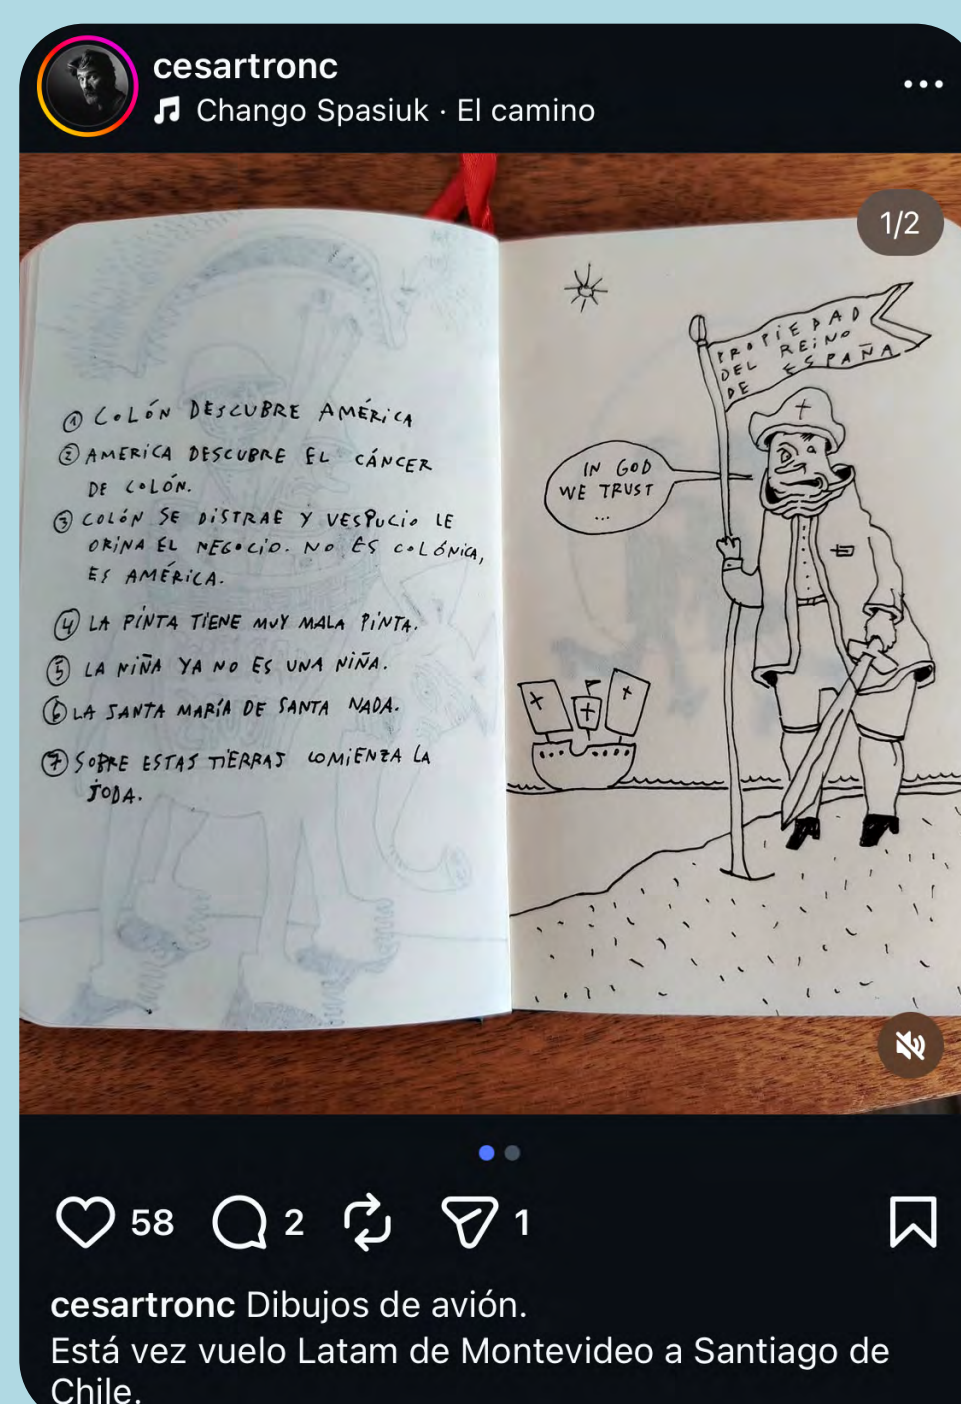 cesartronc
Chango Spasiuk · El camino
1/2
① COLÓN DESCUBRE AMÉRICA
② AMERICA DESCUBRE EL CÁNCER
DE COLÓN.
③ COLÓN SE DISTRAE Y VESPUCIO LE
ORINA EL NEGOCIO. NO ES COLÓNICA,
ES AMÉRICA.
④ LA PINTA TIENE MUY MALA PINTA.
⑤ LA NIÑA YA NO ES UNA NIÑA.
⑥ LA SANTA MARÍA DE SANTA NADA.
⑦ SOBRE ESTAS TIERRAS COMIENZA LA
JODA.
PROPIEDAD
DEL REINO
DE ESPAÑA
IN GOD
WE TRUST
...
58 2 1
cesartronc Dibujos de avión.
Está vez vuelo Latam de Montevideo a Santiago de
Chile.